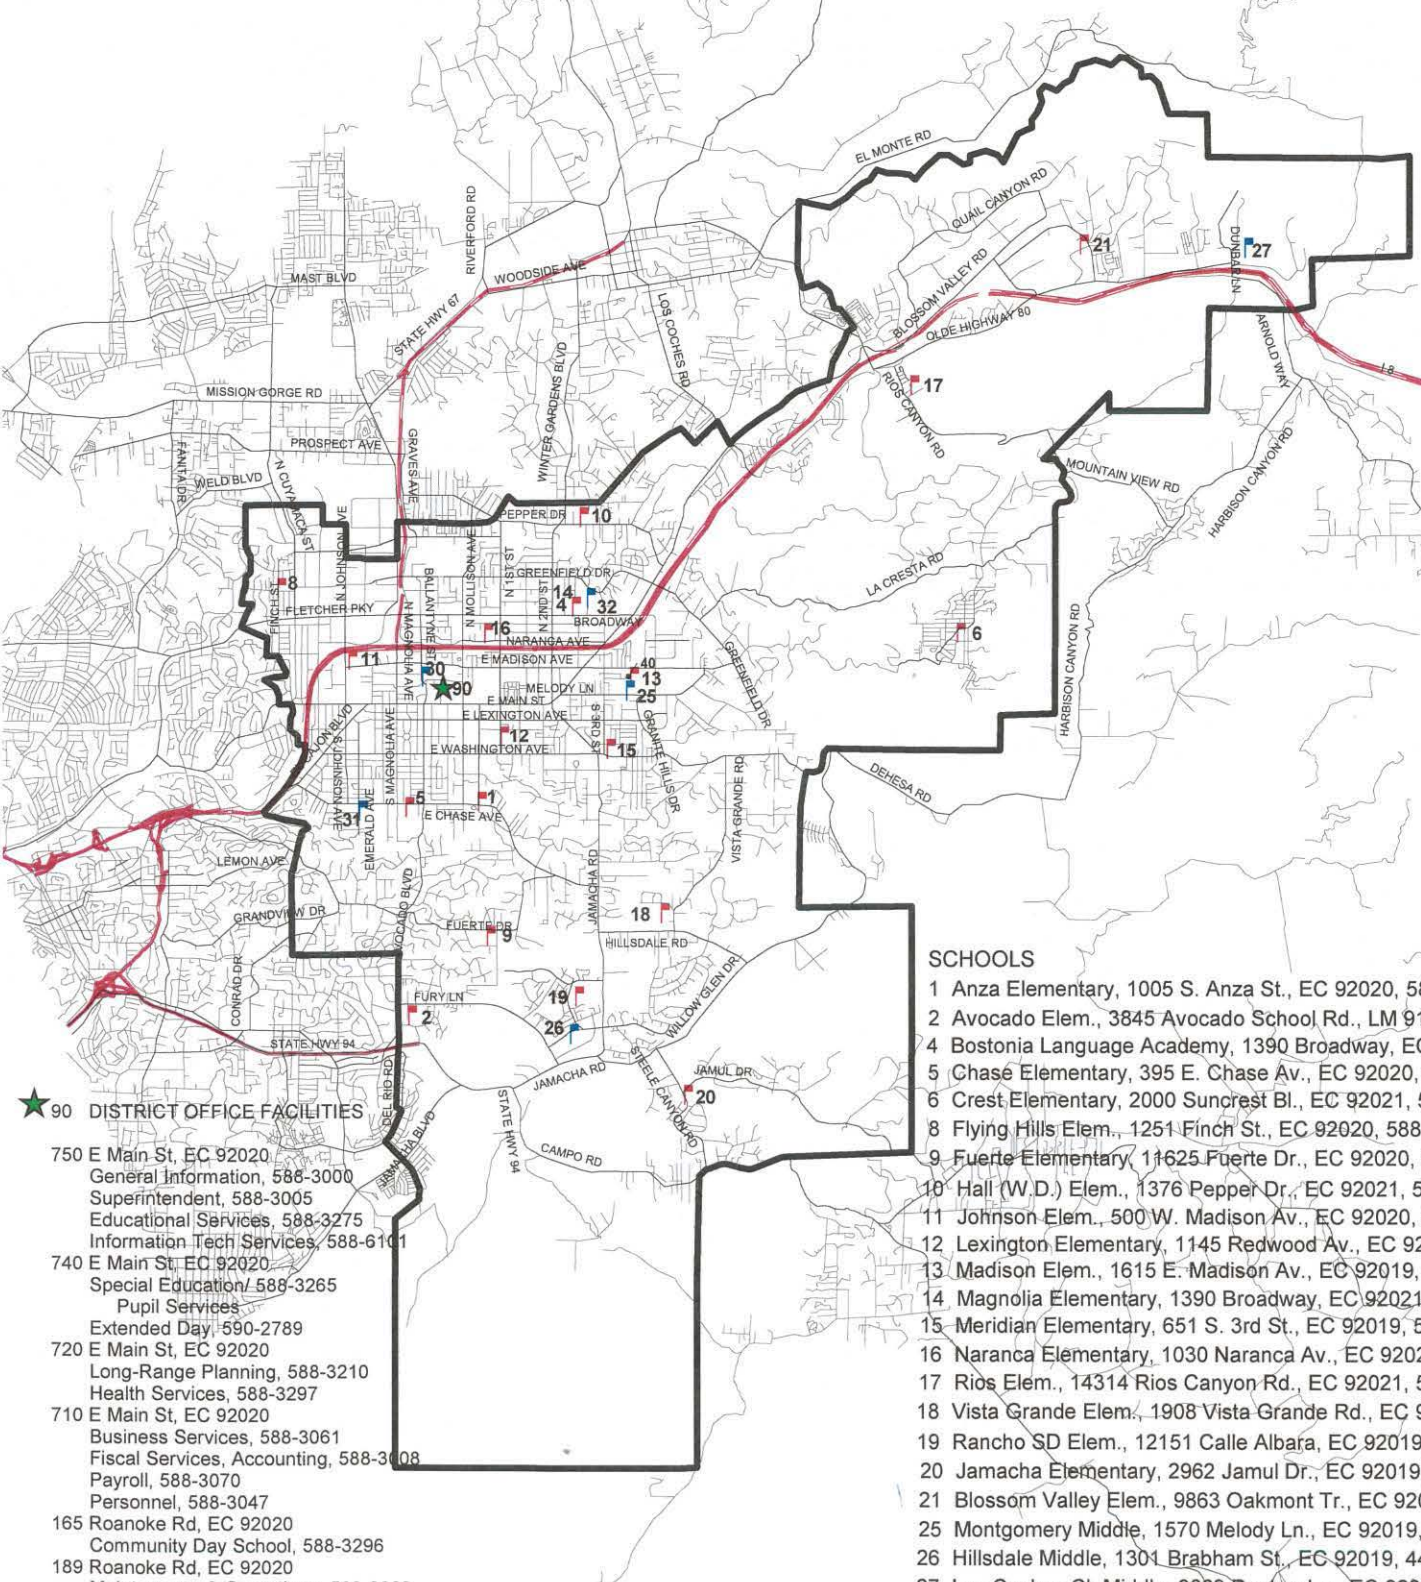 EL MONTE RD
QUAIL CANYON RD
RIVERFORD RD
21
DUNBAR LN
27
WOODSIDE AVE
MAST BLVD
BLOSSOM VALLEY RD
LOS COCHES RD
STATE HWY 67
OLDE HIGHWAY 80
ARNOLD WAY
I 8
WINTER GARDENS BLVD
MISSION GORGE RD
17
RIOS CANYON RD
PROSPECT AVE
GRAVES AVE
FANITA DR
WELD BLVD
N CUYAMACA ST
MOUNTAIN VIEW RD
HARBISON CANYON RD
PEPPER DR
10
N JOHNSON AVE
N MOLLISON AVE
N 1ST ST
8
FINCH ST
GREENFIELD DR
LA CRESTA RD
BALLANTYNE ST
N 2ND ST
14
4
32
FLETCHER PKY
BROADWAY
N MAGNOLIA AVE
16
NARANCA AVE
6
HARBISON CANYON RD
11
E MADISON AVE
30
40
13
GREENFIELD DR
90
MELODY LN
25
E MAIN ST
E LEXINGTON AVE
S 3RD ST
GRANITE HILLS DR
12
15
E WASHINGTON AVE
S MAGNOLIA AVE
S JOHNSON AVE
DEHESA RD
VISTA GRANDE RD
5
1
31
E CHASE AVE
EMERALD AVE
LEMON AVE
JAMACHA RD
GRANDVIEW DR
18
FUERTE DR
9
HILLSDALE RD
CONRAD DR
WILLOW GLEN DR
FURY LN
19
2
26
STATE HWY 94
DEL RIO RD
JAMACHA RD
STEELE CANYON RD
JAMUL DR
20
STATE HWY 94
CAMPO RD
JAMACHA BLVD
90 DISTRICT OFFICE FACILITIES
750 E Main St, EC 92020
General Information, 588-3000
Superintendent, 588-3005
Educational Services, 588-3275
Information Tech Services, 588-6101
740 E Main St, EC 92020
Special Education/ 588-3265
Pupil Services
Extended Day, 590-2789
720 E Main St, EC 92020
Long-Range Planning, 588-3210
Health Services, 588-3297
710 E Main St, EC 92020
Business Services, 588-3061
Fiscal Services, Accounting, 588-3008
Payroll, 588-3070
Personnel, 588-3047
165 Roanoke Rd, EC 92020
Community Day School, 588-3296
189 Roanoke Rd, EC 92020
SCHOOLS
1 Anza Elementary, 1005 S. Anza St., EC 92020, 58
2 Avocado Elem., 3845 Avocado School Rd., LM 91
4 Bostonia Language Academy, 1390 Broadway, EC
5 Chase Elementary, 395 E. Chase Av., EC 92020,
6 Crest Elementary, 2000 Suncrest Bl., EC 92021, 5
8 Flying Hills Elem., 1251 Finch St., EC 92020, 588
9 Fuerte Elementary, 11625 Fuerte Dr., EC 92020,
10 Hall (W.D.) Elem., 1376 Pepper Dr., EC 92021, 5
11 Johnson Elem., 500 W. Madison Av., EC 92020,
12 Lexington Elementary, 1145 Redwood Av., EC 92
13 Madison Elem., 1615 E. Madison Av., EC 92019,
14 Magnolia Elementary, 1390 Broadway, EC 92021
15 Meridian Elementary, 651 S. 3rd St., EC 92019, 5
16 Naranca Elementary, 1030 Naranca Av., EC 9202
17 Rios Elem., 14314 Rios Canyon Rd., EC 92021, 5
18 Vista Grande Elem., 1908 Vista Grande Rd., EC 9
19 Rancho SD Elem., 12151 Calle Albara, EC 92019
20 Jamacha Elementary, 2962 Jamul Dr., EC 92019
21 Blossom Valley Elem., 9863 Oakmont Tr., EC 920
25 Montgomery Middle, 1570 Melody Ln., EC 92019,
26 Hillsdale Middle, 1301 Brabham St., EC 92019, 44